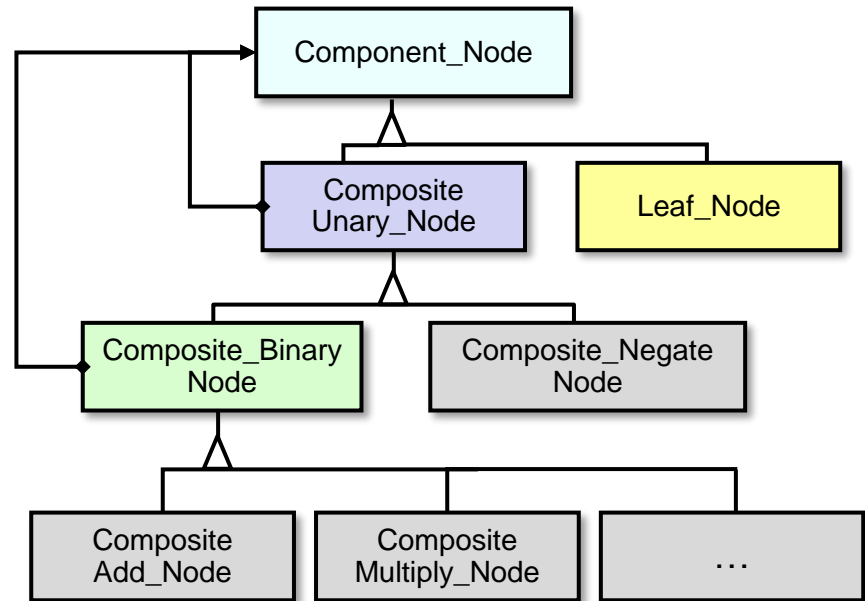 Component_Node
Composite
Unary_Node
Leaf_Node
Composite_Binary
Node
Composite_Negate
Node
Composite
Add_Node
Composite
Multiply_Node
...